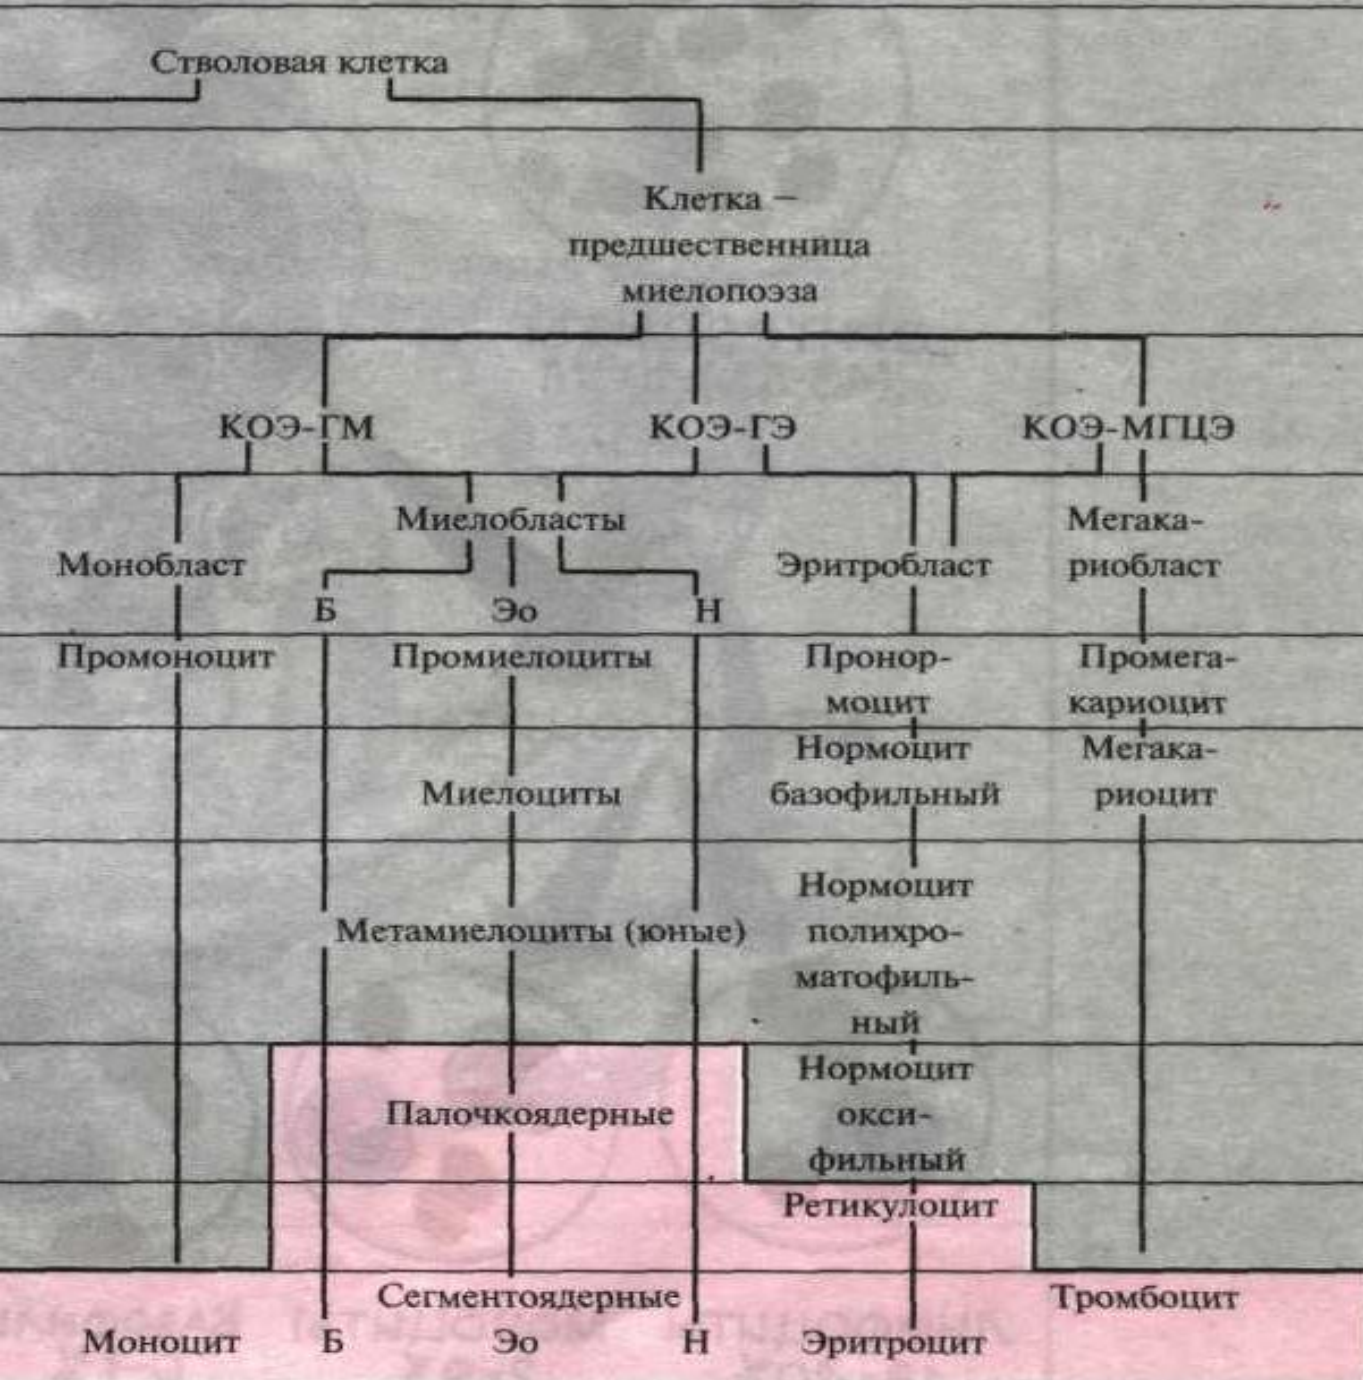 Стволовая клетка
Клетка –
предшественница
миелопоэза
КОЭ-ГМ КОЭ-ГЭ КОЭ-МГЦЭ
Миелобласты Мегака-
Монобласт Эритробласт риобласт
Б Эо Н
Промоноцит Промиелоциты Пронор- Промега-
моцит кариоцит
Нормоцит Мегака-
Миелоциты базофильный риоцит
Нормоцит
Метамиелоциты (юные) полихро-
матофиль-
ный
Нормоцит
Палочкоядерные окси-
фильный
Ретикулоцит
Сегментоядерные Тромбоцит
Моноцит Б Эо Н Эритроцит